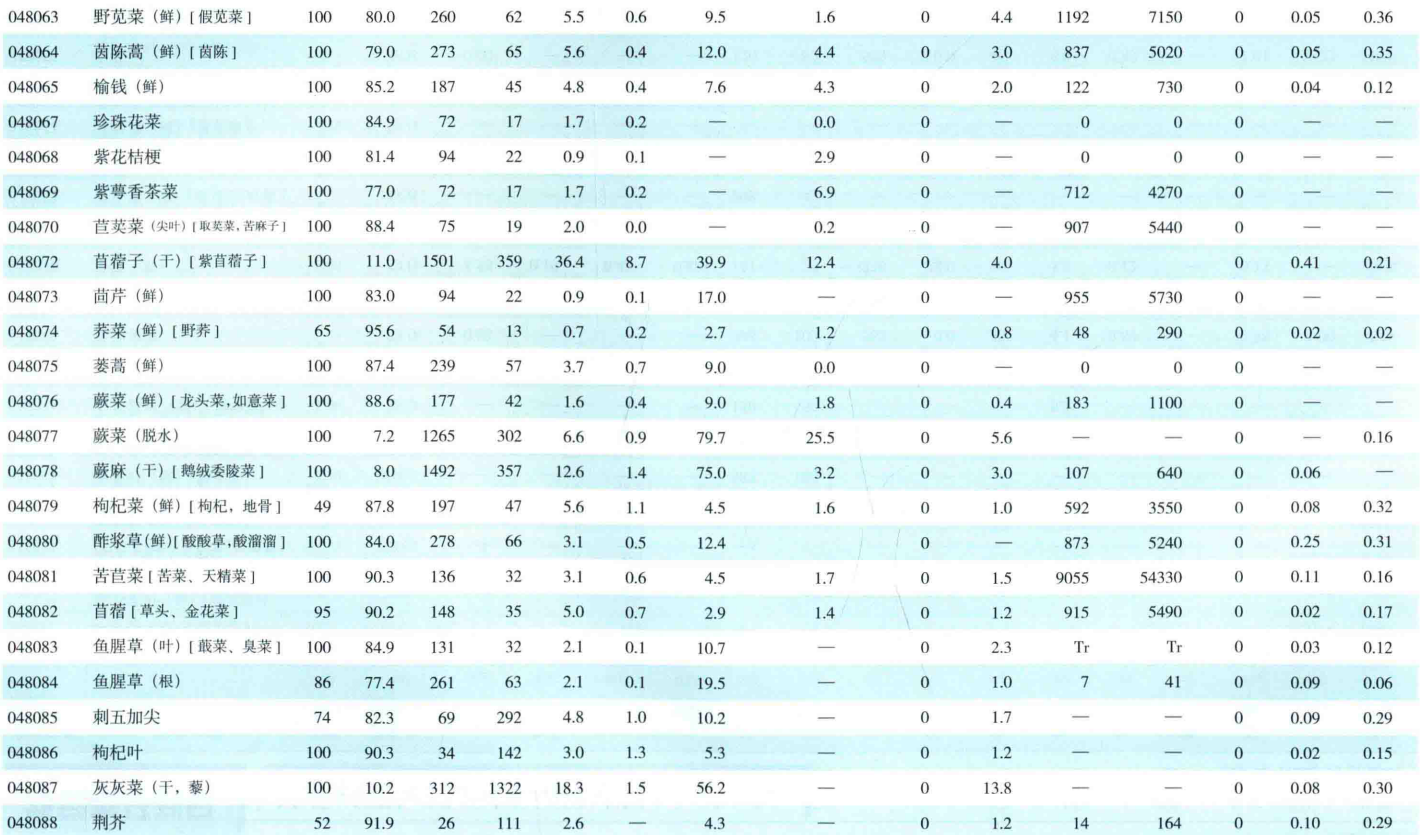 048063 野苋菜（鲜）[ 假苋菜 ] 100 80.0 260 62 5.5 0.6 9.5 1.6 0 4.4 1192 7150 0 0.05 0.36
048064 茵陈蒿（鲜）[ 茵陈 ] 100 79.0 273 65 5.6 0.4 12.0 4.4 0 3.0 837 5020 0 0.05 0.35
048065 榆钱（鲜） 100 85.2 187 45 4.8 0.4 7.6 4.3 0 2.0 122 730 0 0.04 0.12
048067 珍珠花菜 100 84.9 72 17 1.7 0.2 — 0.0 0 — 0 0 0 — —
048068 紫花桔梗 100 81.4 94 22 0.9 0.1 — 2.9 0 — 0 0 0 — —
048069 紫萼香茶菜 100 77.0 72 17 1.7 0.2 — 6.9 0 — 712 4270 0 — —
048070 苣荬菜（尖叶）[ 取荬菜, 苦麻子 ] 100 88.4 75 19 2.0 0.0 — 0.2 0 — 907 5440 0 — —
048072 苜蓿子（干）[ 紫苜蓿子 ] 100 11.0 1501 359 36.4 8.7 39.9 12.4 0 4.0 — — 0 0.41 0.21
048073 茴芹（鲜） 100 83.0 94 22 0.9 0.1 17.0 — 0 — 955 5730 0 — —
048074 荞菜（鲜）[ 野荞 ] 65 95.6 54 13 0.7 0.2 2.7 1.2 0 0.8 48 290 0 0.02 0.02
048075 蒌蒿（鲜） 100 87.4 239 57 3.7 0.7 9.0 0.0 0 — 0 0 0 — —
048076 蕨菜（鲜）[ 龙头菜,如意菜 ] 100 88.6 177 42 1.6 0.4 9.0 1.8 0 0.4 183 1100 0 — —
048077 蕨菜（脱水） 100 7.2 1265 302 6.6 0.9 79.7 25.5 0 5.6 — — 0 — 0.16
048078 蕨麻（干）[ 鹅绒委陵菜 ] 100 8.0 1492 357 12.6 1.4 75.0 3.2 0 3.0 107 640 0 0.06 —
048079 枸杞菜（鲜）[ 枸杞，地骨 ] 49 87.8 197 47 5.6 1.1 4.5 1.6 0 1.0 592 3550 0 0.08 0.32
048080 酢浆草(鲜)[ 酸酸草,酸溜溜 ] 100 84.0 278 66 3.1 0.5 12.4 — 0 — 873 5240 0 0.25 0.31
048081 苦苣菜 [ 苦菜、天精菜 ] 100 90.3 136 32 3.1 0.6 4.5 1.7 0 1.5 9055 54330 0 0.11 0.16
048082 苜蓿 [ 草头、金花菜 ] 95 90.2 148 35 5.0 0.7 2.9 1.4 0 1.2 915 5490 0 0.02 0.17
048083 鱼腥草（叶）[ 蕺菜、臭菜 ] 100 84.9 131 32 2.1 0.1 10.7 — 0 2.3 Tr Tr 0 0.03 0.12
048084 鱼腥草（根） 86 77.4 261 63 2.1 0.1 19.5 — 0 1.0 7 41 0 0.09 0.06
048085 刺五加尖 74 82.3 69 292 4.8 1.0 10.2 — 0 1.7 — — 0 0.09 0.29
048086 枸杞叶 100 90.3 34 142 3.0 1.3 5.3 — 0 1.2 — — 0 0.02 0.15
048087 灰灰菜（干，藜） 100 10.2 312 1322 18.3 1.5 56.2 — 0 13.8 — — 0 0.08 0.30
048088 荆芥 52 91.9 26 111 2.6 — 4.3 — 0 1.2 14 164 0 0.10 0.29